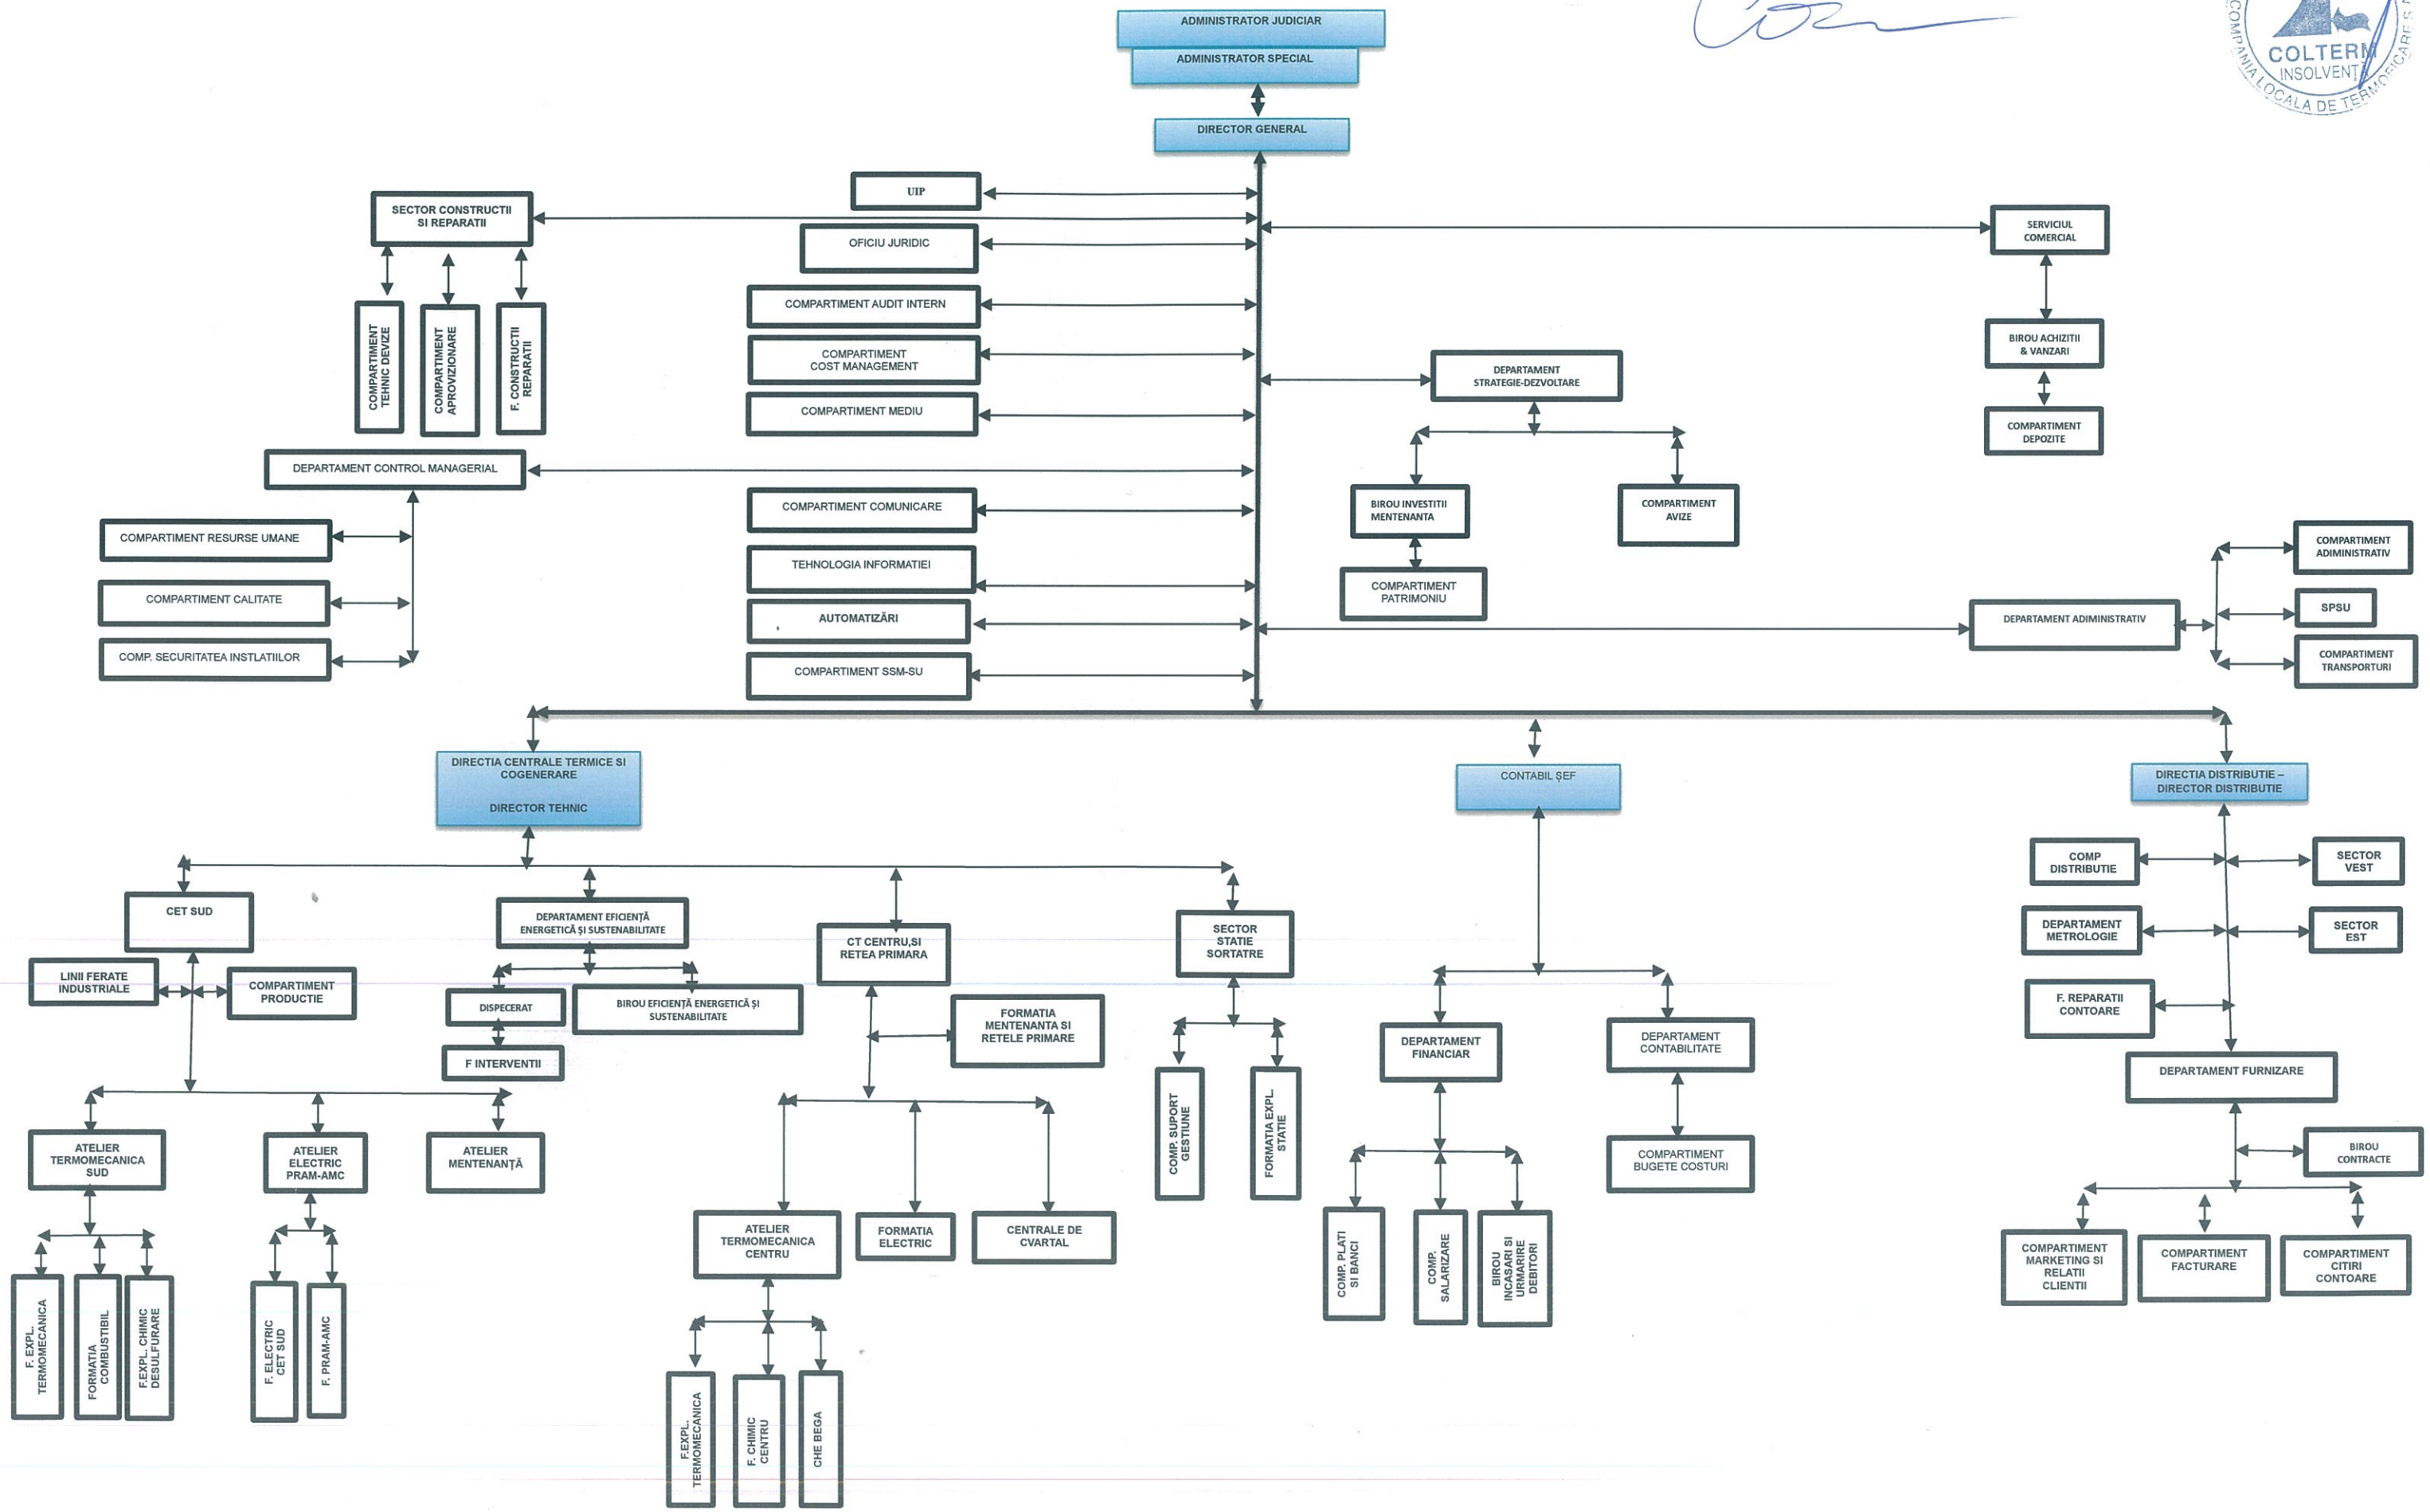 ADMINISTRATOR JUDICIAR
ADMINISTRATOR SPECIAL
DIRECTOR GENERAL
COLTERM
INSOLVENȚĂ
COMPANIA LOCALA DE TERMOFICARE
UIP
SECTOR CONSTRUCTII
SI REPARATII
OFICIU JURIDIC
SERVICIUL
COMERCIAL
COMPARTIMENT AUDIT INTERN
COMPARTIMENT
TEHNIC DEVIZE
COMPARTIMENT
APROVIZIONARE
F. CONSTRUCTII
REPARATII
COMPARTIMENT
COST MANAGEMENT
BIROU ACHIZITII
& VANZARI
DEPARTAMENT
STRATEGIE-DEZVOLTARE
COMPARTIMENT MEDIU
COMPARTIMENT
DEPOZITE
DEPARTAMENT CONTROL MANAGERIAL
COMPARTIMENT COMUNICARE
BIROU INVESTITII
MENTENANTA
COMPARTIMENT
AVIZE
COMPARTIMENT RESURSE UMANE
COMPARTIMENT
ADIMINISTRATIV
TEHNOLOGIA INFORMATIEI
COMPARTIMENT
PATRIMONIU
COMPARTIMENT CALITATE
SPSU
AUTOMATIZĂRI
DEPARTAMENT ADIMINISTRATIV
COMP. SECURITATEA INSTLATIILOR
COMPARTIMENT SSM-SU
COMPARTIMENT
TRANSPORTURI
DIRECTIA CENTRALE TERMICE SI
COGENERARE
DIRECTOR TEHNIC
CONTABIL ȘEF
DIRECTIA DISTRIBUTIE –
DIRECTOR DISTRIBUTIE
COMP
DISTRIBUTIE
SECTOR
VEST
CET SUD
DEPARTAMENT EFICIENȚĂ
ENERGETICĂ ȘI SUSTENABILITATE
CT CENTRU,SI
RETEA PRIMARA
SECTOR
STATIE
SORTATRE
DEPARTAMENT
METROLOGIE
SECTOR
EST
LINII FERATE
INDUSTRIALE
COMPARTIMENT
PRODUCTIE
DISPECERAT
BIROU EFICIENȚĂ ENERGETICĂ ȘI
SUSTENABILITATE
F INTERVENTII
FORMATIA
MENTENANTA SI
RETELE PRIMARE
F. REPARATII
CONTOARE
DEPARTAMENT
FINANCIAR
DEPARTAMENT
CONTABILITATE
DEPARTAMENT FURNIZARE
COMP. SUPORT
GESTIUNE
FORMATIA EXPL.
STATIE
ATELIER
TERMOMECANICA
SUD
ATELIER
ELECTRIC
PRAM-AMC
ATELIER
MENTENANȚĂ
COMPARTIMENT
BUGETE COSTURI
BIROU
CONTRACTE
ATELIER
TERMOMECANICA
CENTRU
FORMATIA
ELECTRIC
CENTRALE DE
CVARTAL
COMP. PLATI
SI BANCI
COMP.
SALARIZARE
BIROU
INCASARI SI
URMARIRE
DEBITORI
COMPARTIMENT
MARKETING SI
RELATII
CLIENTII
COMPARTIMENT
FACTURARE
COMPARTIMENT
CITIRI
CONTOARE
F. EXPL.
TERMOMECANICA
FORMATIA
COMBUSTIBIL
F.EXPL. CHIMIC
DESULFURARE
F. ELECTRIC
CET SUD
F. PRAM-AMC
F.EXPL.
TERMOMECANICA
F. CHIMIC
CENTRU
CHE BEGA